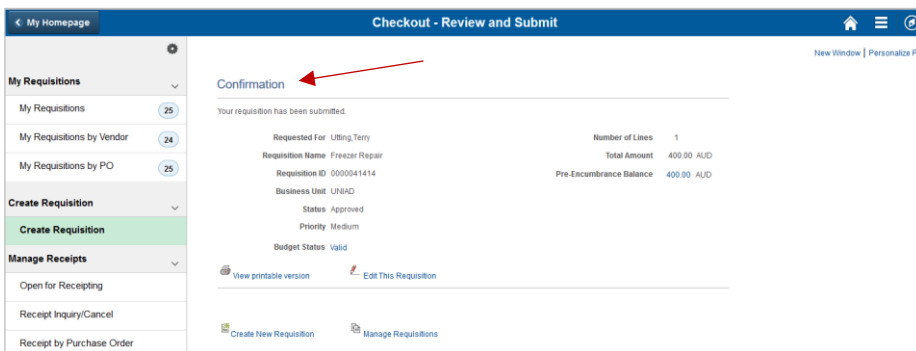 My Homepage
Checkout - Review and Submit
New Window | Personalize
My Requisitions
My Requisitions 25
My Requisitions by Vendor 24
My Requisitions by PO 25
Create Requisition
Create Requisition
Manage Receipts
Open for Receipting
Receipt Inquiry/Cancel
Receipt by Purchase Order
Confirmation
Your requisition has been submitted.
Requested For Utting,Terry Number of Lines 1
Requisition Name Freezer Repair Total Amount 400.00 AUD
Requisition ID 0000041414 Pre-Encumbrance Balance 400.00 AUD
Business Unit UNIAD
Status Approved
Priority Medium
Budget Status Valid
View printable version Edit This Requisition
Create New Requisition Manage Requisitions